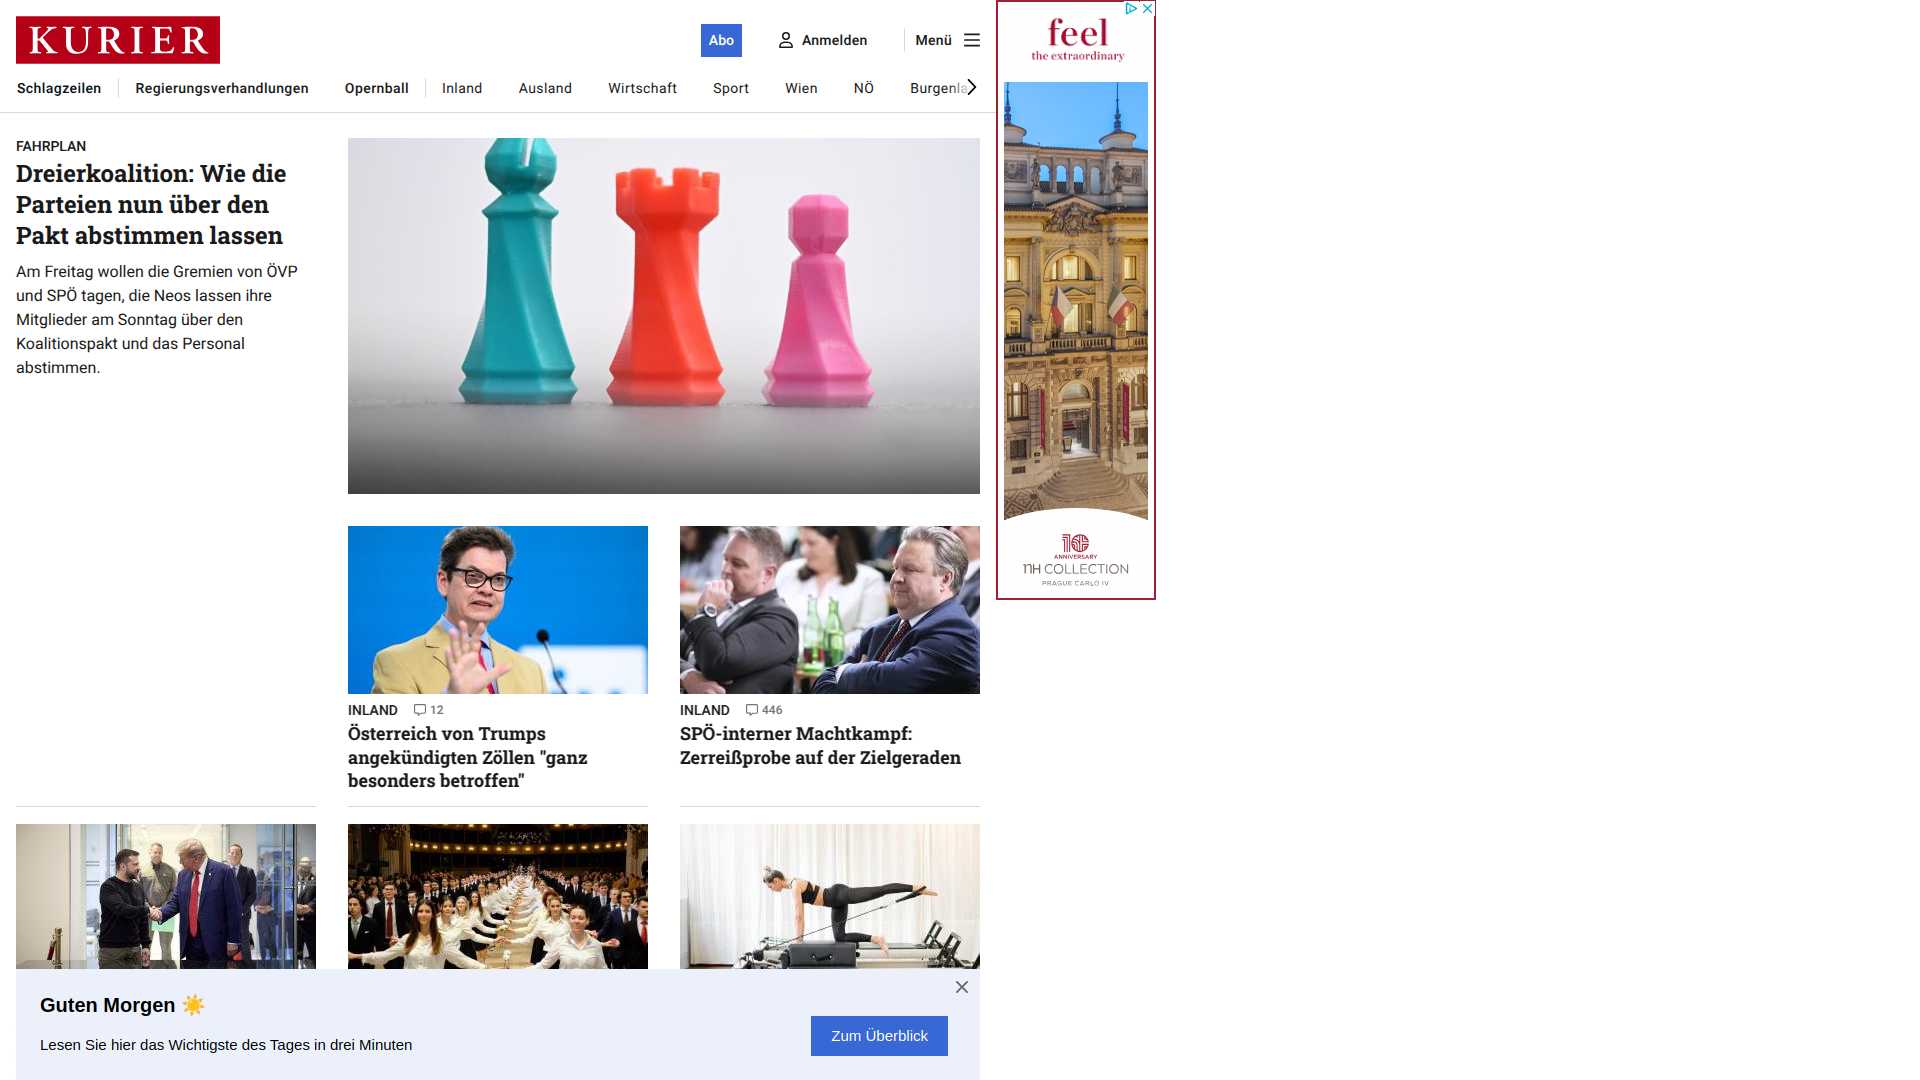 KURIER
Abo
Anmelden
Menü
Schlagzeilen
Regierungsverhandlungen
Opernball
Inland
Ausland
Wirtschaft
Sport
Wien
NÖ
FAHRPLAN
Dreierkoalition: Wie die
Parteien nun über den
Pakt abstimmen lassen
Am Freitag wollen die Gremien von ÖVP
und SPÖ tagen, die Neos lassen ihre
Mitglieder am Sonntag über den
Koalitionspakt und das Personal
abstimmen.
INLAND 12
Österreich von Trumps
angekündigten Zöllen "ganz
besonders betroffen"
INLAND 446
SPÖ-interner Machtkampf:
Zerreißprobe auf der Zielgeraden
Guten Morgen ☀️
Lesen Sie hier das Wichtigste des Tages in drei Minuten
Zum Überblick
feel
the extraordinary
10
ANNIVERSARY
NH COLLECTION
PRAGUE CARLO IV